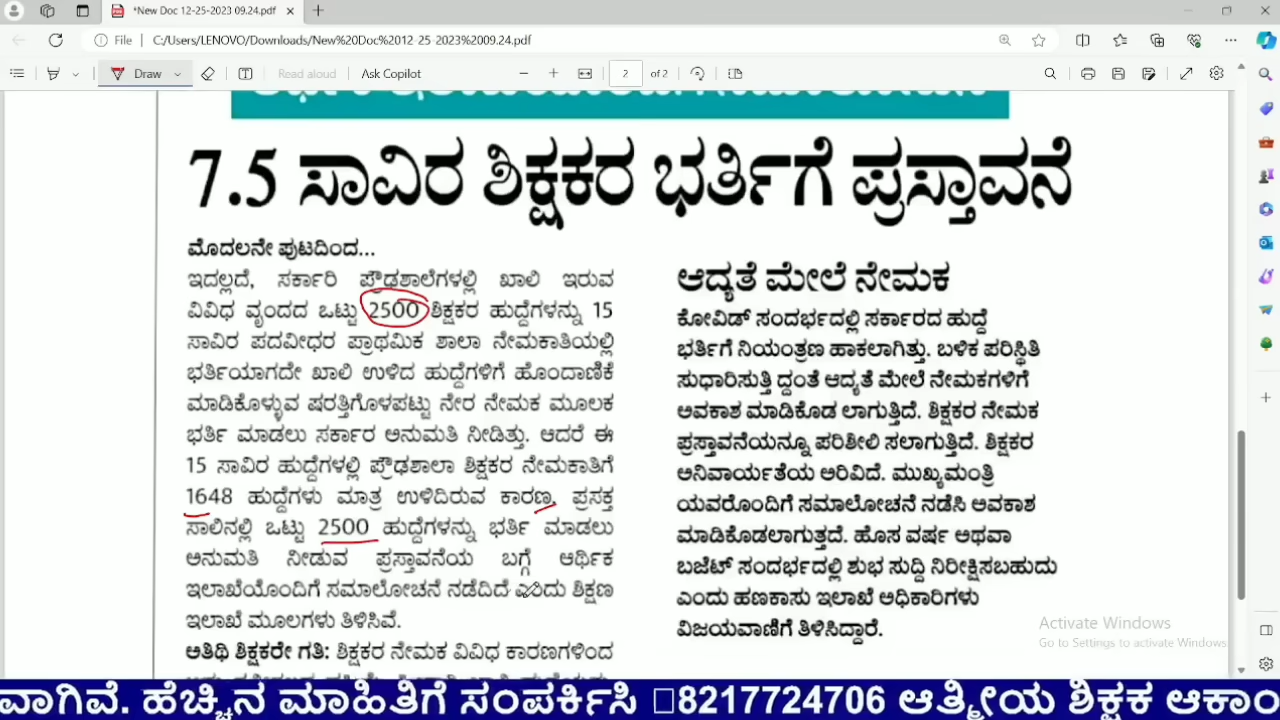 *New Doc 12-25-2023 09.24.pdf
File C:/Users/LENOVO/Downloads/New%20Doc%2012-25-2023%2009.24.pdf
Draw Read aloud Ask Copilot 2 of 2
7.5 ಸಾವಿರ ಶಿಕ್ಷಕರ ಭರ್ತಿಗೆ ಪ್ರಸ್ತಾವನೆ
ಮೊದಲನೇ ಪುಟದಿಂದ...
ಇದಲ್ಲದೆ, ಸರ್ಕಾರಿ ಪ್ರೌಢಶಾಲೆಗಳಲ್ಲಿ ಖಾಲಿ ಇರುವ
ವಿವಿಧ ವೃಂದದ ಒಟ್ಟು 2500 ಶಿಕ್ಷಕರ ಹುದ್ದೆಗಳನ್ನು 15
ಸಾವಿರ ಪದವೀಧರ ಪ್ರಾಥಮಿಕ ಶಾಲಾ ನೇಮಕಾತಿಯಲ್ಲಿ
ಭರ್ತಿಯಾಗದೇ ಖಾಲಿ ಉಳಿದ ಹುದ್ದೆಗಳಿಗೆ ಹೊಂದಾಣಿಕೆ
ಮಾಡಿಕೊಳ್ಳುವ ಷರತ್ತಿಗೊಳಪಟ್ಟು ನೇರ ನೇಮಕ ಮೂಲಕ
ಭರ್ತಿ ಮಾಡಲು ಸರ್ಕಾರ ಅನುಮತಿ ನೀಡಿತ್ತು. ಆದರೆ ಈ
15 ಸಾವಿರ ಹುದ್ದೆಗಳಲ್ಲಿ ಪ್ರೌಢಶಾಲಾ ಶಿಕ್ಷಕರ ನೇಮಕಾತಿಗೆ
1648 ಹುದ್ದೆಗಳು ಮಾತ್ರ ಉಳಿದಿರುವ ಕಾರಣ, ಪ್ರಸಕ್ತ
ಸಾಲಿನಲ್ಲಿ ಒಟ್ಟು 2500 ಹುದ್ದೆಗಳನ್ನು ಭರ್ತಿ ಮಾಡಲು
ಅನುಮತಿ ನೀಡುವ ಪ್ರಸ್ತಾವನೆಯ ಬಗ್ಗೆ ಆರ್ಥಿಕ
ಇಲಾಖೆಯೊಂದಿಗೆ ಸಮಾಲೋಚನೆ ನಡೆದಿದೆ ಎಂದು ಶಿಕ್ಷಣ
ಇಲಾಖೆ ಮೂಲಗಳು ತಿಳಿಸಿವೆ.
ಅತಿಥಿ ಶಿಕ್ಷಕರೇ ಗತಿ: ಶಿಕ್ಷಕರ ನೇಮಕ ವಿವಿಧ ಕಾರಣಗಳಿಂದ
ಆದ್ಯತೆ ಮೇಲೆ ನೇಮಕ
ಕೋವಿಡ್ ಸಂದರ್ಭದಲ್ಲಿ ಸರ್ಕಾರದ ಹುದ್ದೆ
ಭರ್ತಿಗೆ ನಿಯಂತ್ರಣ ಹಾಕಲಾಗಿತ್ತು. ಬಳಿಕ ಪರಿಸ್ಥಿತಿ
ಸುಧಾರಿಸುತ್ತಿ ದ್ದಂತೆ ಆದ್ಯತೆ ಮೇಲೆ ನೇಮಕಗಳಿಗೆ
ಅವಕಾಶ ಮಾಡಿಕೊಡ ಲಾಗುತ್ತಿದೆ. ಶಿಕ್ಷಕರ ನೇಮಕ
ಪ್ರಸ್ತಾವನೆಯನ್ನೂ ಪರಿಶೀಲಿ ಸಲಾಗುತ್ತಿದೆ. ಶಿಕ್ಷಕರ
ಅನಿವಾರ್ಯತೆಯ ಅರಿವಿದೆ. ಮುಖ್ಯಮಂತ್ರಿ
ಯವರೊಂದಿಗೆ ಸಮಾಲೋಚನೆ ನಡೆಸಿ ಅವಕಾಶ
ಮಾಡಿಕೊಡಲಾಗುತ್ತದೆ. ಹೊಸ ವರ್ಷ ಅಥವಾ
ಬಜೆಟ್ ಸಂದರ್ಭದಲ್ಲಿ ಶುಭ ಸುದ್ದಿ ನಿರೀಕ್ಷಿಸಬಹುದು
ಎಂದು ಹಣಕಾಸು ಇಲಾಖೆ ಅಧಿಕಾರಿಗಳು
ವಿಜಯವಾಣಿಗೆ ತಿಳಿಸಿದ್ದಾರೆ.
Activate Windows
Go to Settings to activate Windows.
ವಾಗಿವೆ. ಹೆಚ್ಚಿನ ಮಾಹಿತಿಗೆ ಸಂಪರ್ಕಿಸಿ 8217724706 ಆತ್ಮೀಯ ಶಿಕ್ಷಕ ಆಕಾಂ